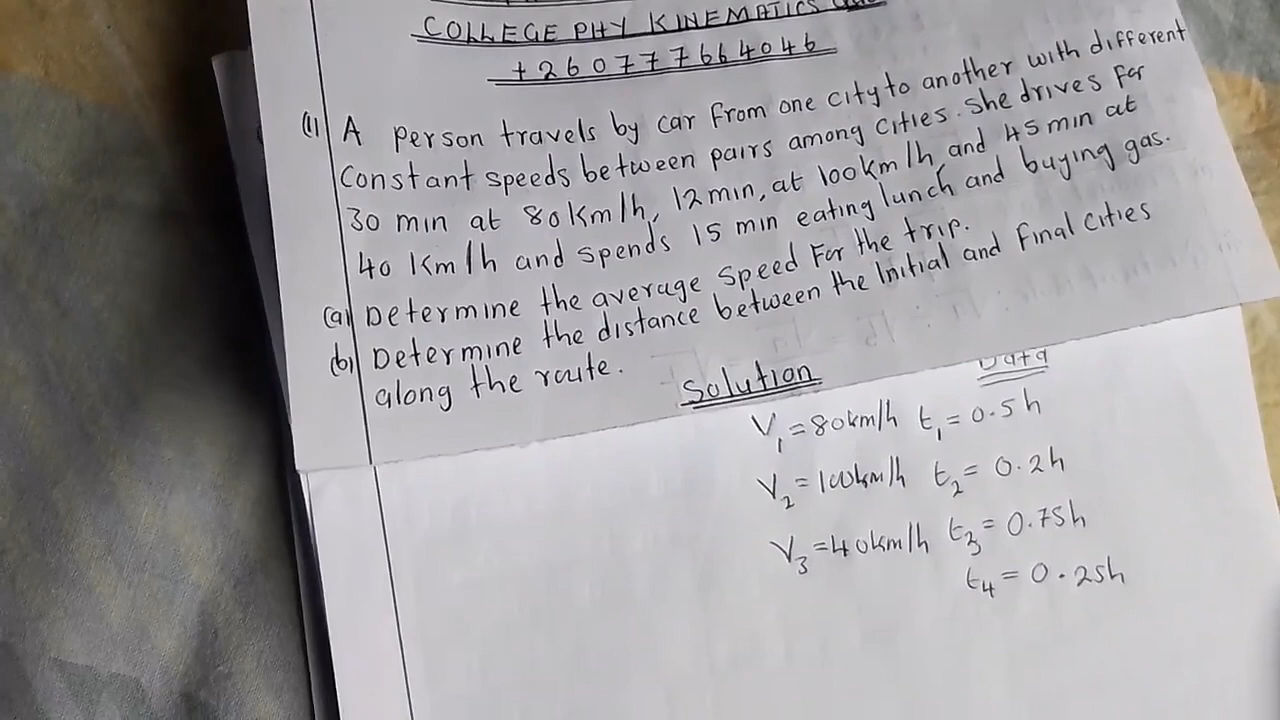 COLLEGE PHY KINEMATICS
+260777664046
(1) A person travels by car from one city to another with different
constant speeds between pairs among cities. She drives for
30 min at 80km/h, 12min, at 100km/h, and 45min at
40 km/h and spends 15 min eating lunch and buying gas.
(a) Determine the average speed for the trip.
(b) Determine the distance between the Initial and final cities
along the route.
Solution
Data
V1=80km/h t1=0.5h
V2=100km/h t2=0.2h
V3=40km/h t3=0.75h
t4=0.25h